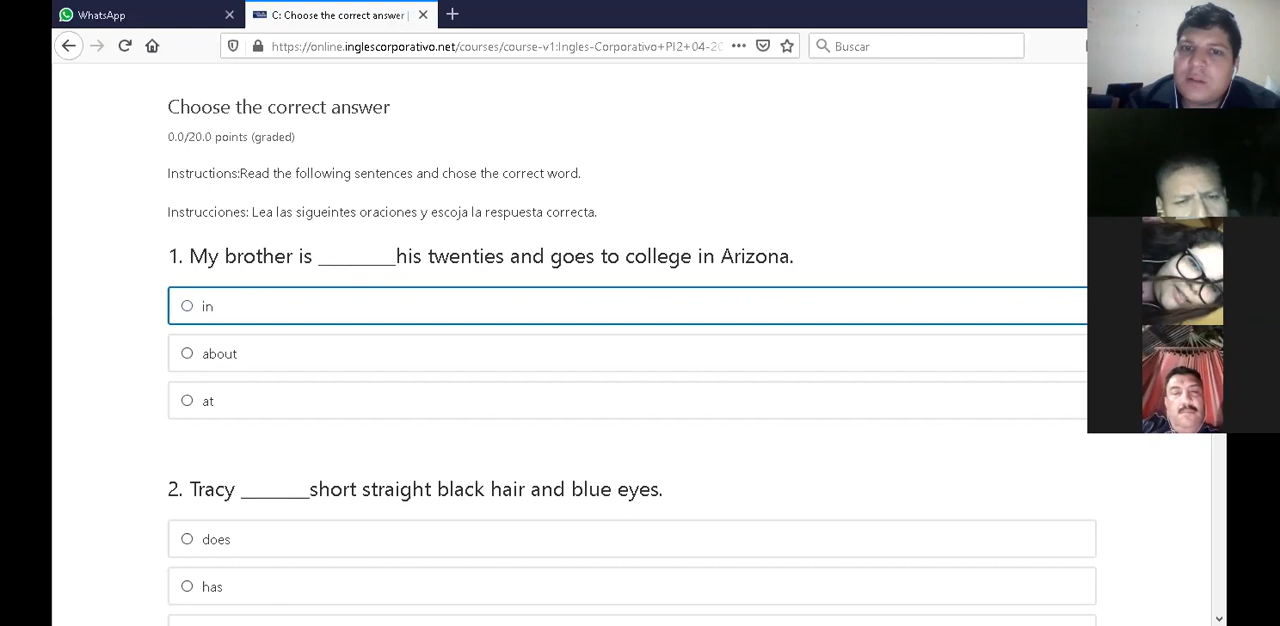 WhatsApp
C: Choose the correct answer |
https://online.inglescorporativo.net/courses/course-v1:Ingles-Corporativo+PI2+04-20
Buscar
Choose the correct answer
0.0/20.0 points (graded)
Instructions:Read the following sentences and chose the correct word.
Instrucciones: Lea las sigueintes oraciones y escoja la respuesta correcta.
1. My brother is ________his twenties and goes to college in Arizona.
in
about
at
2. Tracy _______short straight black hair and blue eyes.
does
has